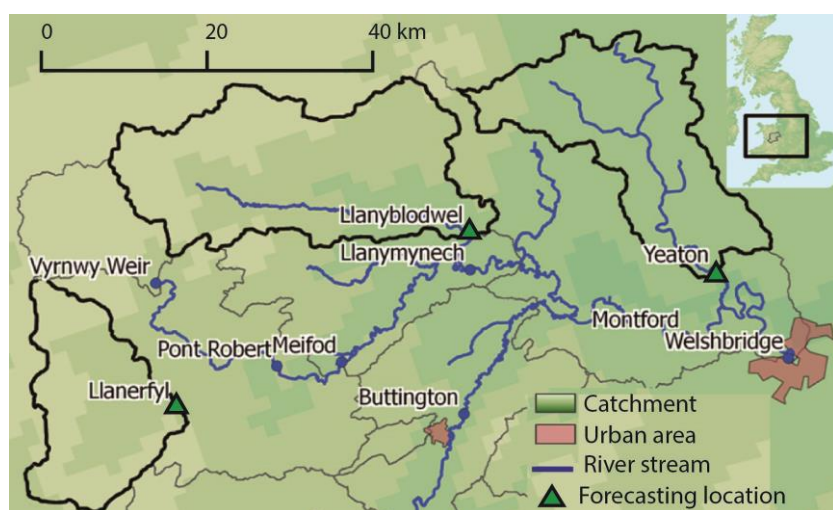 0 20 40 km
Llanyblodwel
Llanymynech
Yeaton
Vyrnwy Weir
Montford
Welshbridge
Pont Robert Meifod
Llanerfyl
Buttington
Catchment
Urban area
River stream
Forecasting location